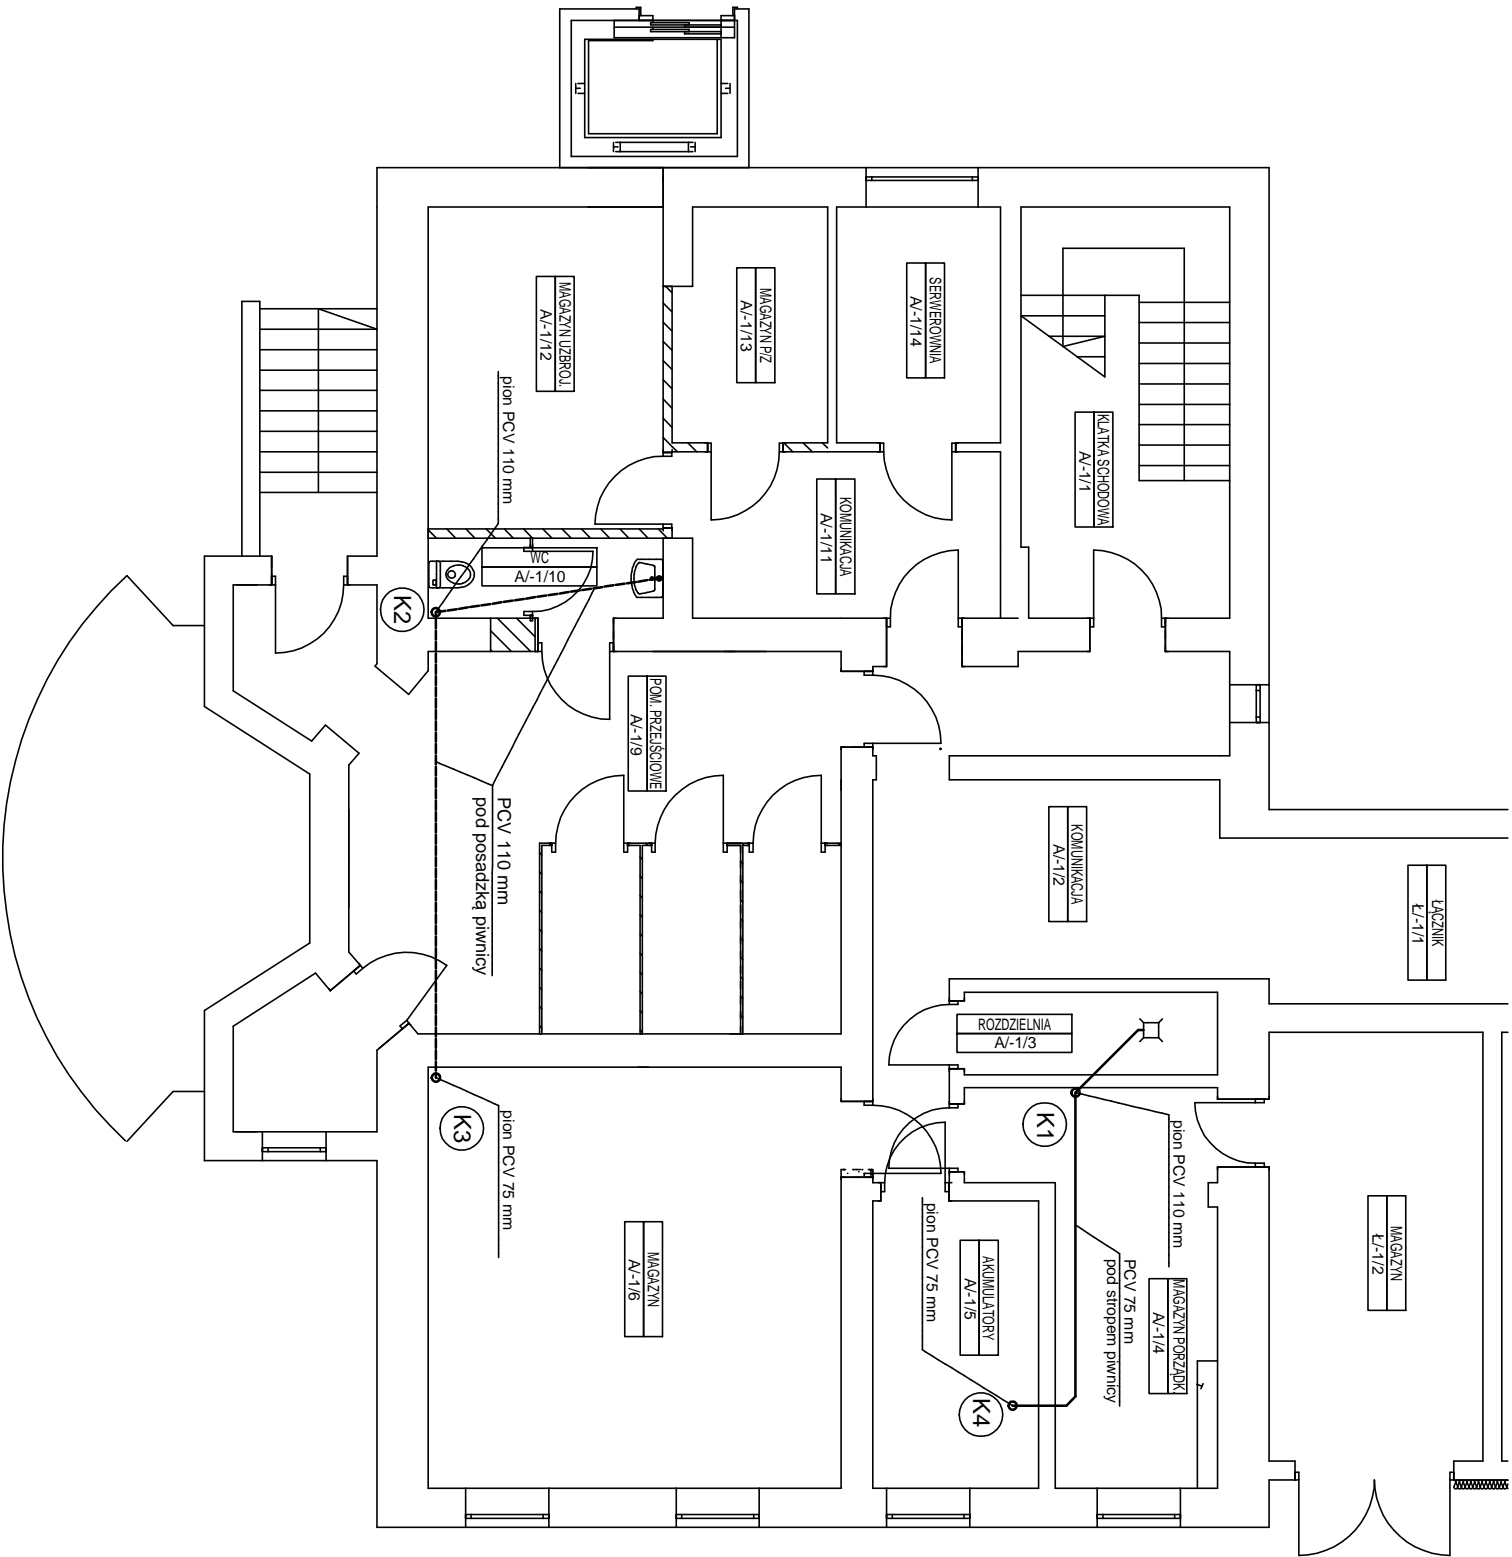 MAGAZYN UZBROJ.
A/-1/12
MAGAZYN P/Z
A/-1/13
SERWEROWNIA
A/-1/14
KLATKA SCHODOWA
A/-1/1
pion PCV 110 mm
KOMUNIKACJA
A/-1/11
WC
A/-1/10
K2
POM. PRZEJŚCIOWE
A/-1/9
PCV 110 mm
pod posadzką piwnicy
KOMUNIKACJA
A/-1/2
ŁĄCZNIK
Ł/-1/1
ROZDZIELNIA
A/-1/3
K3
pion PCV 75 mm
K1
pion PCV 110 mm
MAGAZYN
A/-1/6
pion PCV 75 mm
AKUMULATORY
A/-1/5
PCV 75 mm
pod stropem piwnicy
MAGAZYN PORZĄDK.
A/-1/4
MAGAZYN
Ł/-1/2
K4